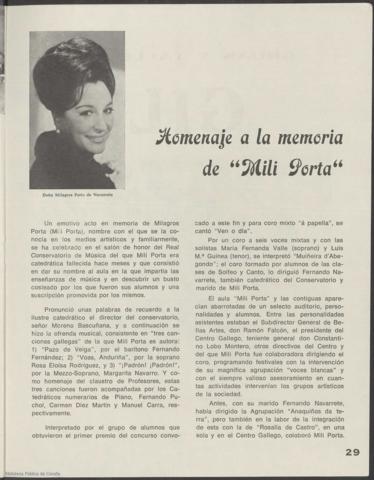 Homenaje a la memoria
de "Mili Porta"
Doña Milagros Porta de Navarrete
Un emotivo acto en memoria de Milagros
Porta (Mili Porta), nombre con el que se la co-
nocía en los medios artísticos y familiarmente,
se ha celebrado en el salón de honor del Real
Conservatorio de Música del que Mili Porta era
catedrática fallecida hace meses y que consistió
en dar su nombre al aula en la que impartía las
enseñanzas de música y en descubrir un busto
costeado por los que fueron sus alumnos y una
suscripción promovida por los mismos.
Pronunció unas palabras de recuerdo a la
ilustre catedrático el director del conservatorio,
señor Moreno Bascuñana, y a continuación se
hizo la ofrenda musical, consistente en "tres can-
ciones gallegas" de la que Mili Porta es autora:
1) "Pazo de Veiga", por el barítono Fernando
Fernández; 2) "Voas, Anduriña", por la soprano
Rosa Eloisa Rodríguez, y 3) "¡Padrón! ¡Padrón!",
por la Mezzo-Soprano, Margarita Navarro. Y co-
mo homenaje del claustro de Profesores, estas
tres canciones fueron acompañadas por los Ca-
tedráticos numerarios de Piano, Fernando Pu-
chol, Carmen Díez Martín y Manuel Carra, res-
pectivamente.
Interpretado por el grupo de alumnos que
obtuvieron el primer premio del concurso convo-
cado a este fin y para coro mixto "á papella", se
cantó "Ven o día".
Por un coro a seis voces mixtas y con las
solistas María Fernanda Valle (soprano) y Luis
M.ª Guinea (tenor), se interpretó "Muiñeira d'Abe-
gondo"; el coro formado por alumnos de las cla-
ses de Solfeo y Canto, lo dirigió Fernando Na-
varrete, también catedrático del Conservatorio y
marido de Mili Porta.
El aula "Mili Porta" y las contiguas apare-
cían abarrotadas de un selecto auditorio, perso-
nalidades y alumnos. Entre las personalidades
asistentes estaban el Subdirector General de Be-
llas Artes, don Ramón Falcón, el presidente del
Centro Gallego, teniente general don Constanti-
no Lobo Montero, otros directivos del Centro y
del que Mili Porta fue colaboradora dirigiendo el
coro, programando festivales con la intervención
de su magnífica agrupación "voces blancas" y
con el siempre valioso asesoramiento en cuan-
tas actividades intervienen los grupos artísticos
de la sociedad.
Antes, con su marido Fernando Navarrete,
había dirigido la Agrupación "Anaquiños da te-
rra", pero también en la labor de la integración
de esta con la de "Rosalía de Castro", en una
sola y en el Centro Gallego, colaboró Mili Porta.
29
Biblioteca Pública de Coruña